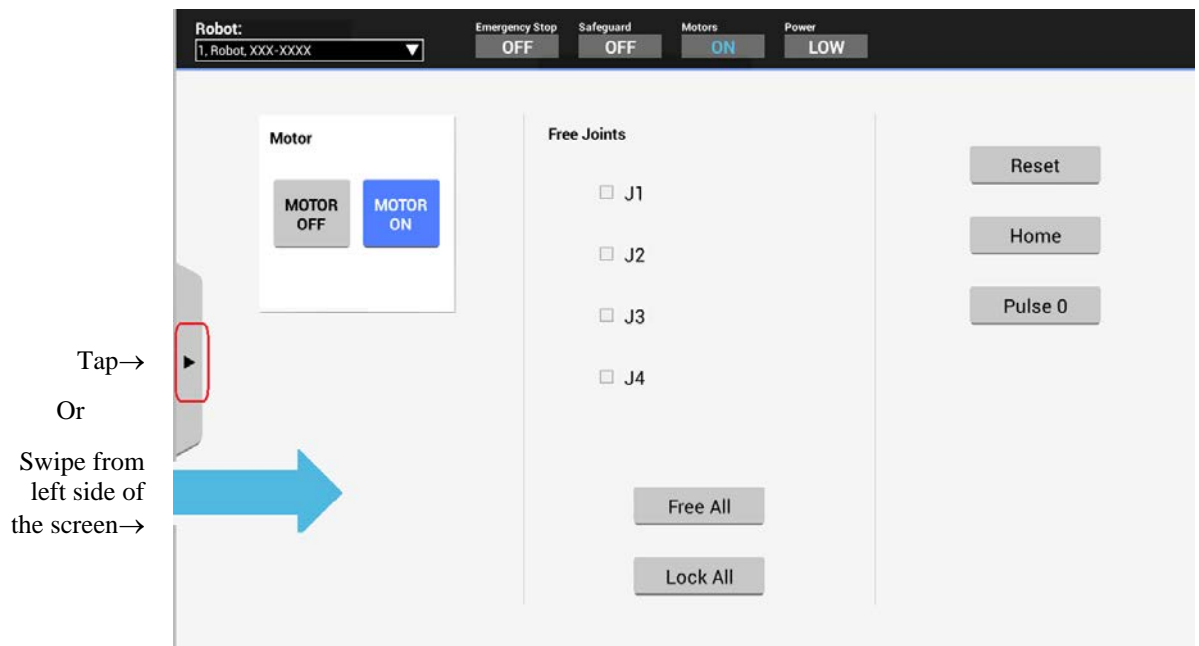 Robot:
1, Robot, XXX-XXXX
Emergency Stop
OFF
Safeguard
OFF
Motors
ON
Power
LOW
Motor
MOTOR
OFF
MOTOR
ON
Free Joints
J1
J2
J3
J4
Free All
Lock All
Reset
Home
Pulse 0
Tap→
Or
Swipe from
left side of
the screen→